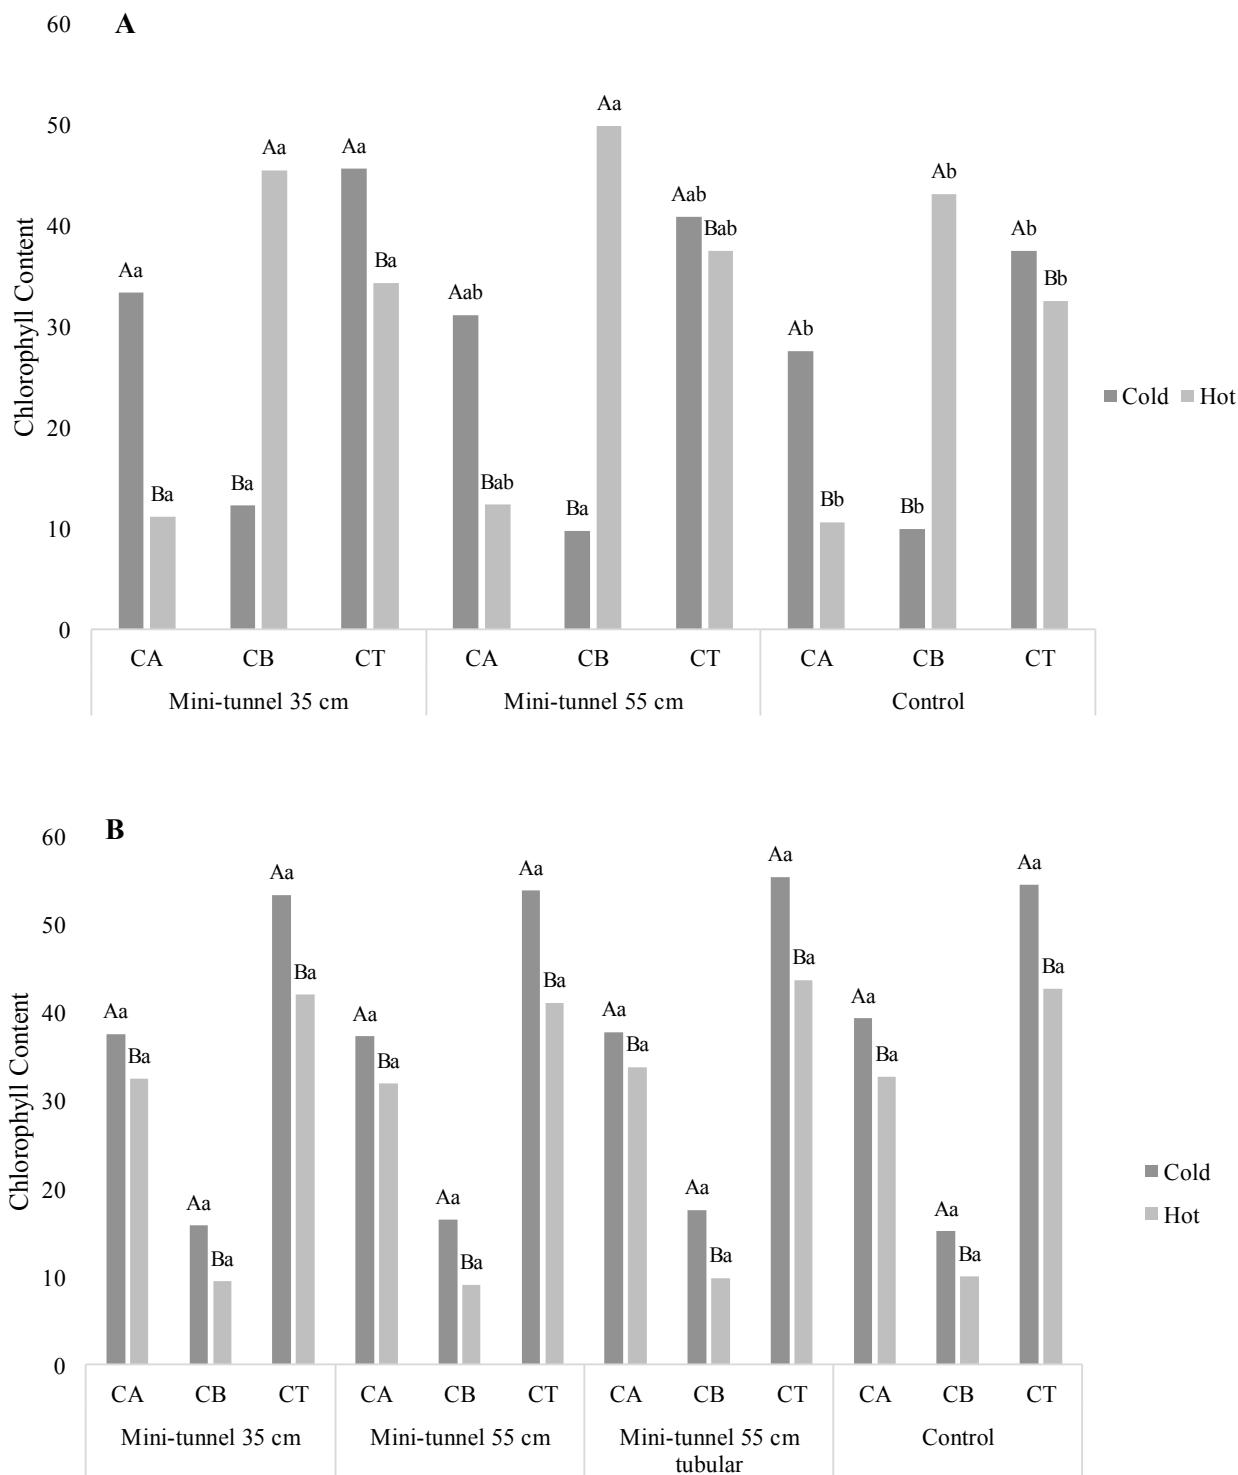 A
60
50
40
30
20
10
0
Chlorophyll Content
Aa
Ba
Ba
Aa
Aa
Ba
Aab
Bab
Ba
Aa
Aab
Bab
Ab
Bb
Bb
Ab
Ab
Bb
Cold Hot
CA CB CT CA CB CT CA CB CT
Mini-tunnel 35 cm Mini-tunnel 55 cm Control
B
60
50
40
30
20
10
0
Chlorophyll Content
Aa
Ba
Aa
Ba
Aa
Ba
Aa
Ba
Aa
Ba
Aa
Ba
Aa
Ba
Aa
Ba
Aa
Ba
Aa
Ba
Aa
Ba
Aa
Ba
Cold
Hot
CA CB CT CA CB CT CA CB CT CA CB CT
Mini-tunnel 35 cm Mini-tunnel 55 cm Mini-tunnel 55 cm Control
tubular